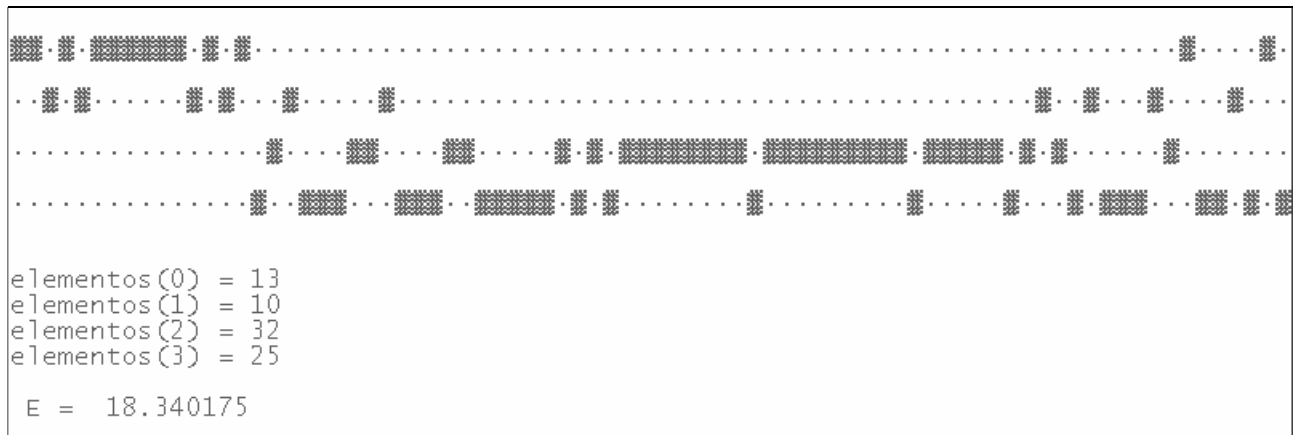 elementos(0) = 13
elementos(1) = 10
elementos(2) = 32
elementos(3) = 25
E = 18.340175